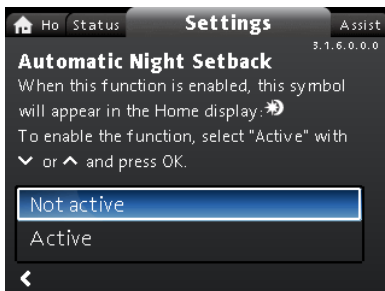 Ho Status Settings Assist
3.1.6.0.0.0
Automatic Night Setback
When this function is enabled, this symbol
will appear in the Home display:
To enable the function, select "Active" with
or and press OK.
Not active
Active